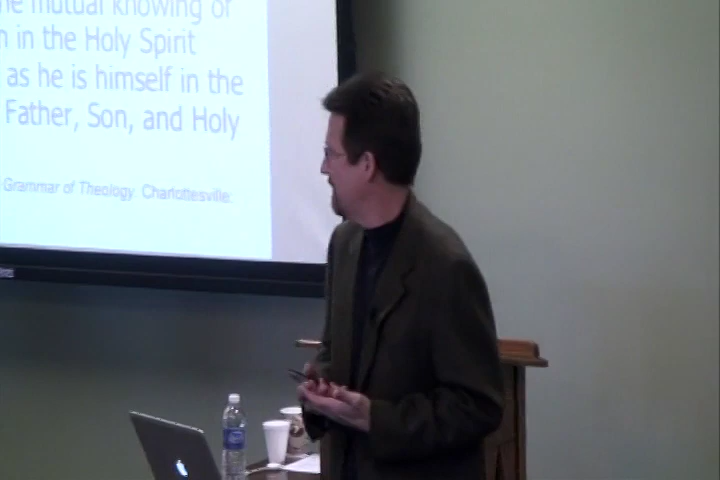 he mutual knowing of
n in the Holy Spirit
as he is himself in the
Father, Son, and Holy
Grammar of Theology. Charlottesville: